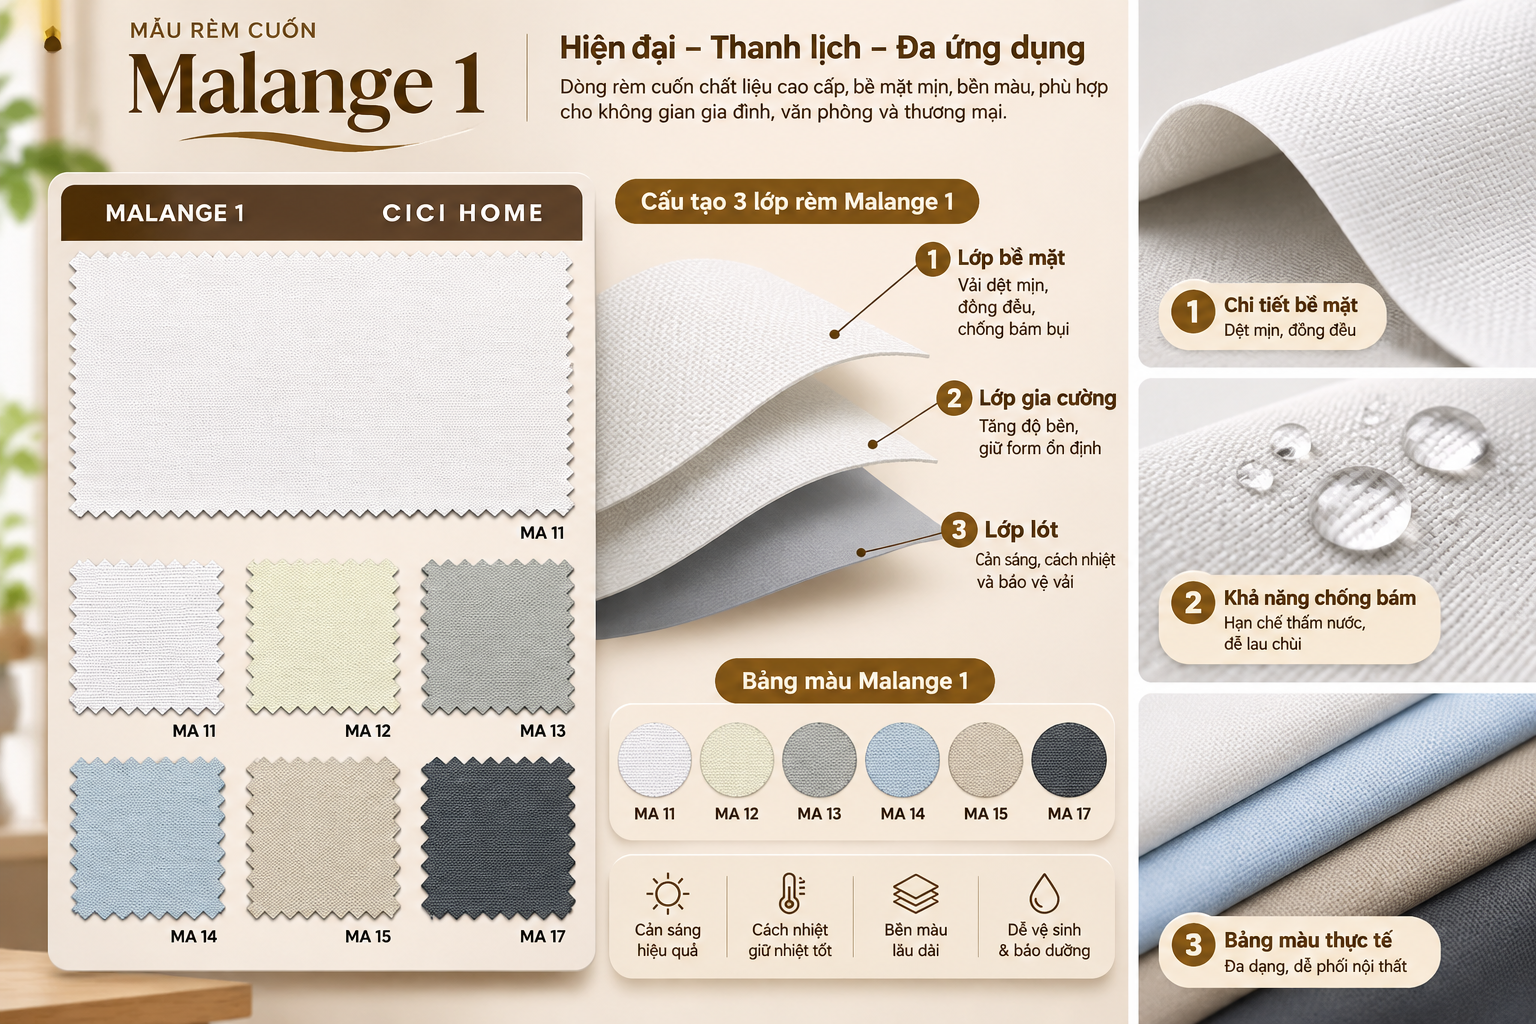 MẪU RÈM CUỐN
Malange 1
Hiện đại – Thanh lịch – Đa ứng dụng
Dòng rèm cuốn chất liệu cao cấp, bề mặt mịn, bền màu, phù hợp
cho không gian gia đình, văn phòng và thương mại.
MALANGE 1
CICI HOME
MA 11
MA 11
MA 12
MA 13
MA 14
MA 15
MA 17
Cấu tạo 3 lớp rèm Malange 1
1 Lớp bề mặt
Vải dệt mịn,
đồng đều,
chống bám bụi
2 Lớp gia cường
Tăng độ bền,
giữ form ổn định
3 Lớp lót
Cản sáng, cách nhiệt
và bảo vệ vải
Bảng màu Malange 1
MA 11
MA 12
MA 13
MA 14
MA 15
MA 17
Cản sáng
hiệu quả
Cách nhiệt
giữ nhiệt tốt
Bền màu
lâu dài
Dễ vệ sinh
& bảo dưỡng
1 Chi tiết bề mặt
Dệt mịn, đồng đều
2 Khả năng chống bám
Hạn chế thấm nước,
dễ lau chùi
3 Bảng màu thực tế
Đa dạng, dễ phối nội thất